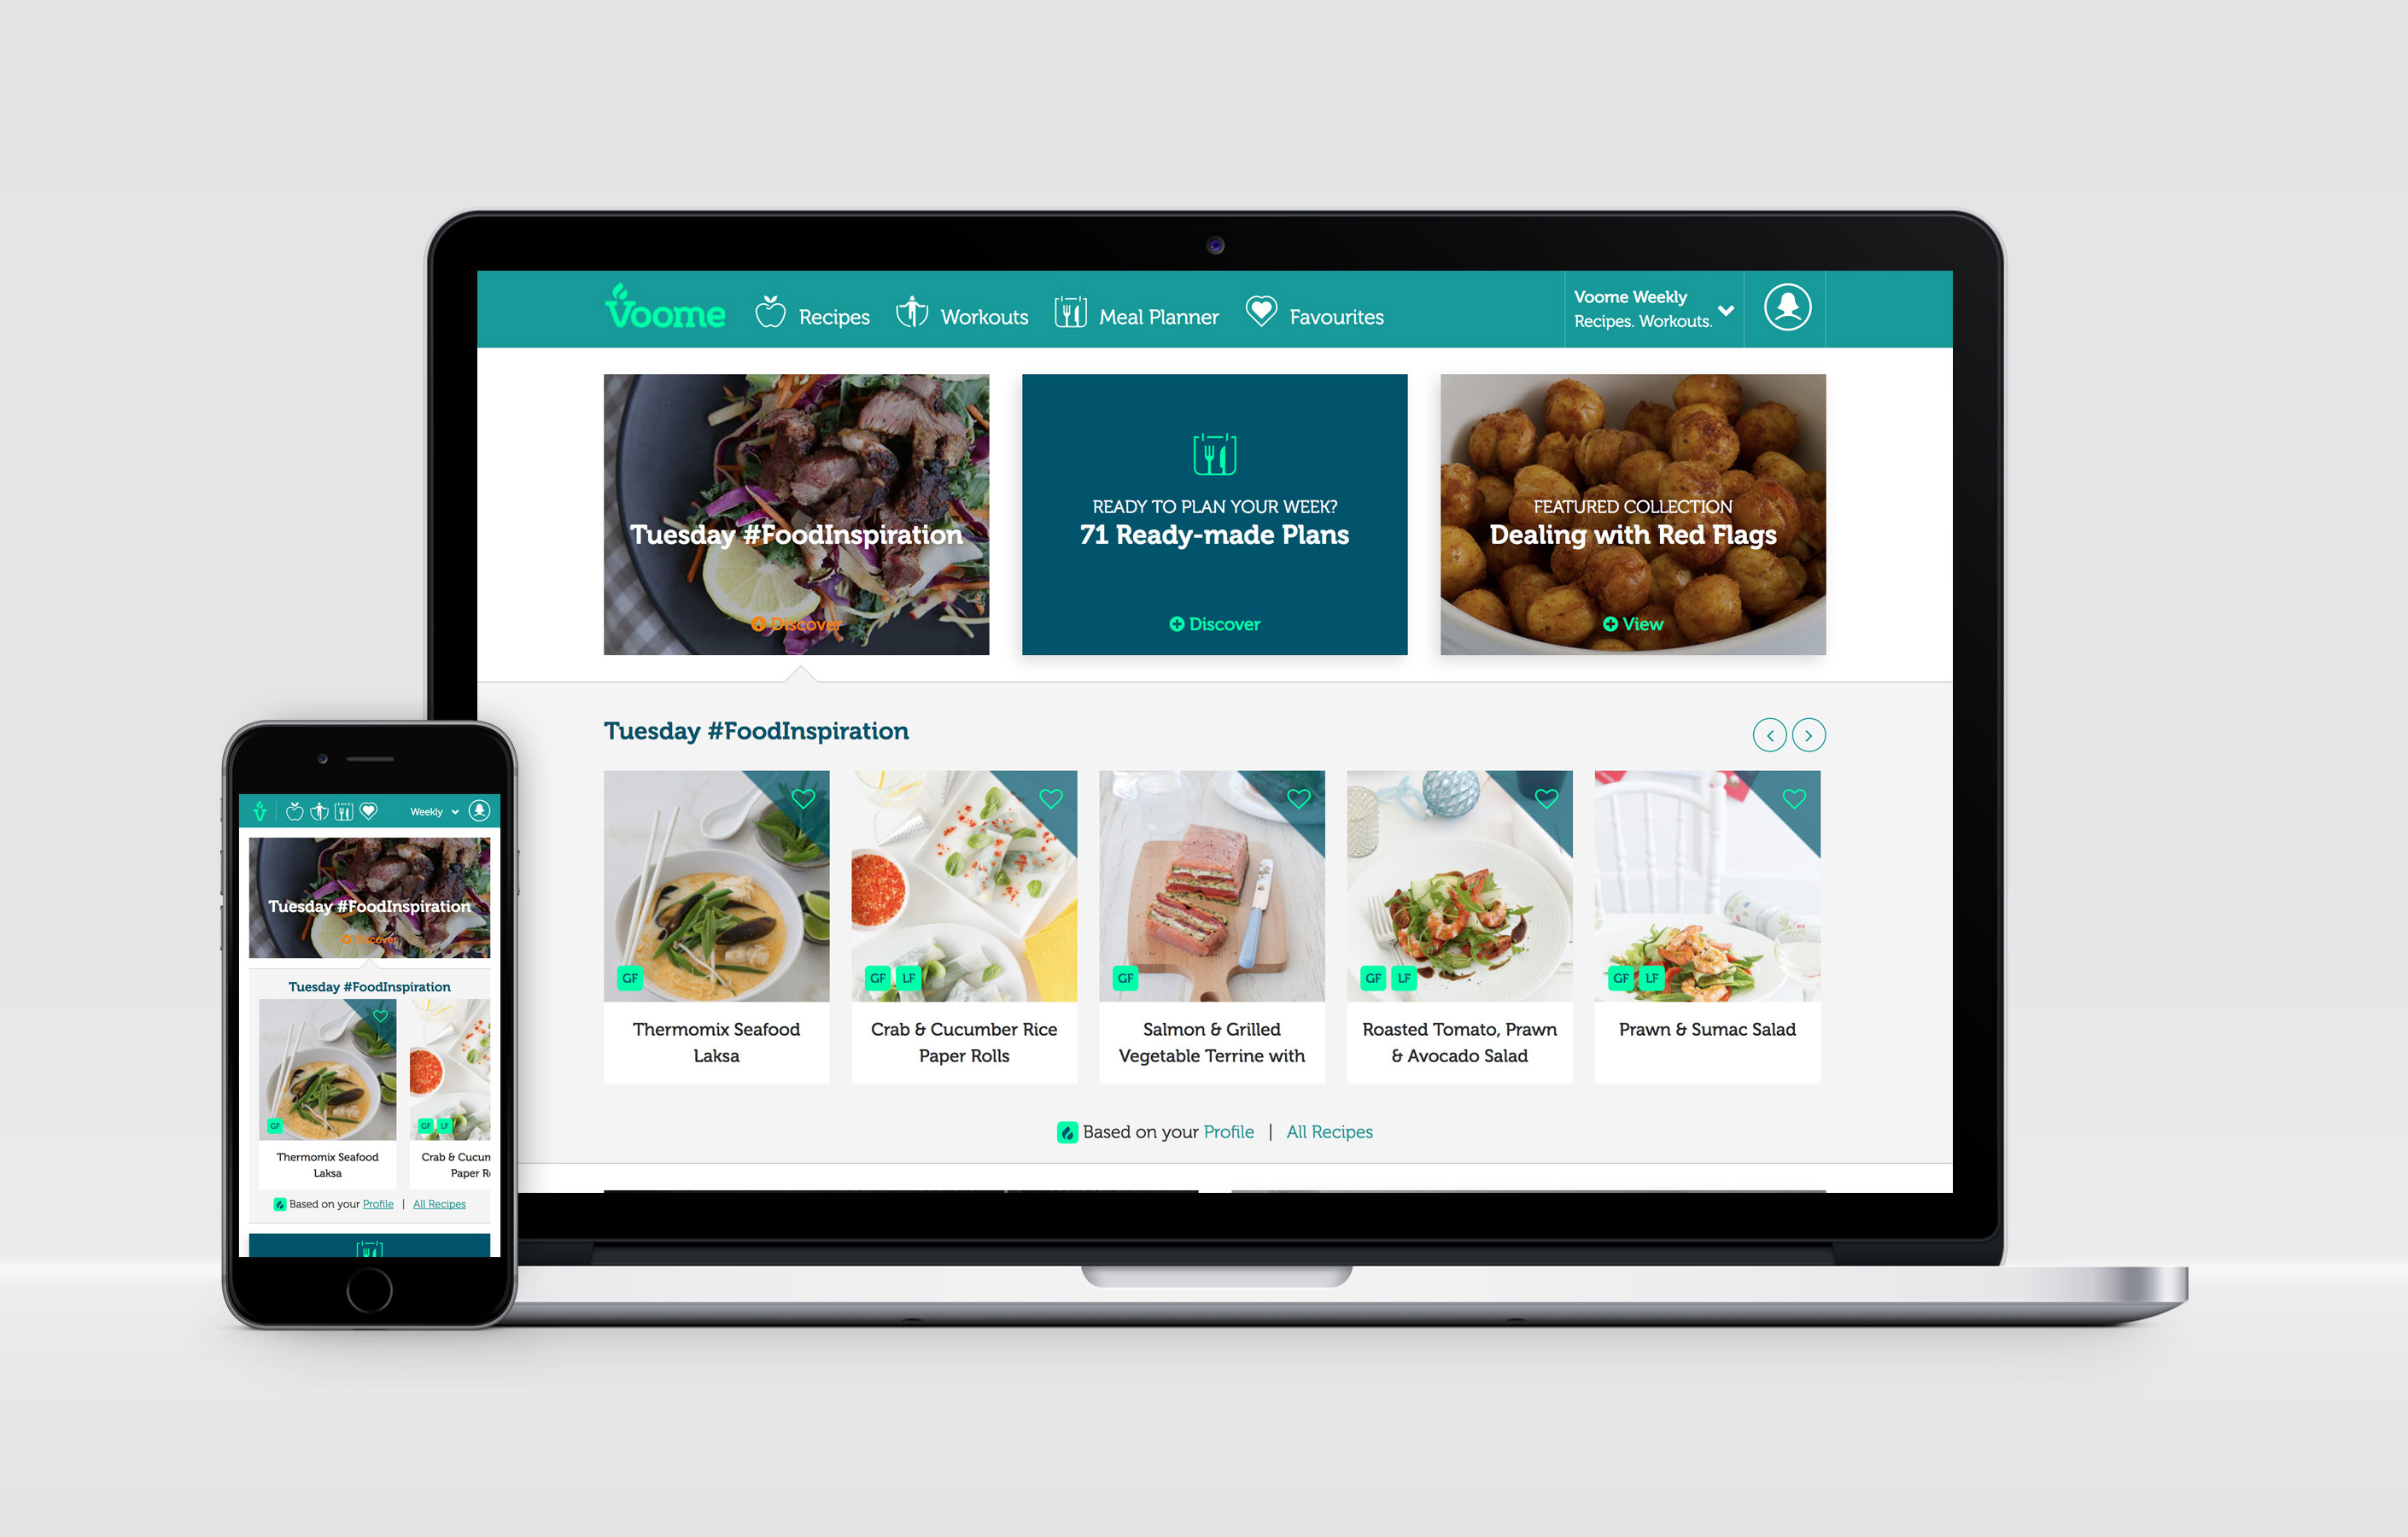 Voome
Recipes
Workouts
Meal Planner
Favourites
Voome Weekly
Recipes. Workouts.
Tuesday #FoodInspiration
Discover
READY TO PLAN YOUR WEEK?
71 Ready-made Plans
Discover
FEATURED COLLECTION
Dealing with Red Flags
View
Tuesday #FoodInspiration
GF
Thermomix Seafood
Laksa
GF LF
Crab & Cucumber Rice
Paper Rolls
GF
Salmon & Grilled
Vegetable Terrine with
GF LF
Roasted Tomato, Prawn
& Avocado Salad
GF LF
Prawn & Sumac Salad
Based on your Profile | All Recipes
Weekly
Tuesday #FoodInspiration
Discover
Tuesday #FoodInspiration
GF
Thermomix Seafood
Laksa
GF LF
Crab & Cucum
Paper R
Based on your Profile | All Recipes